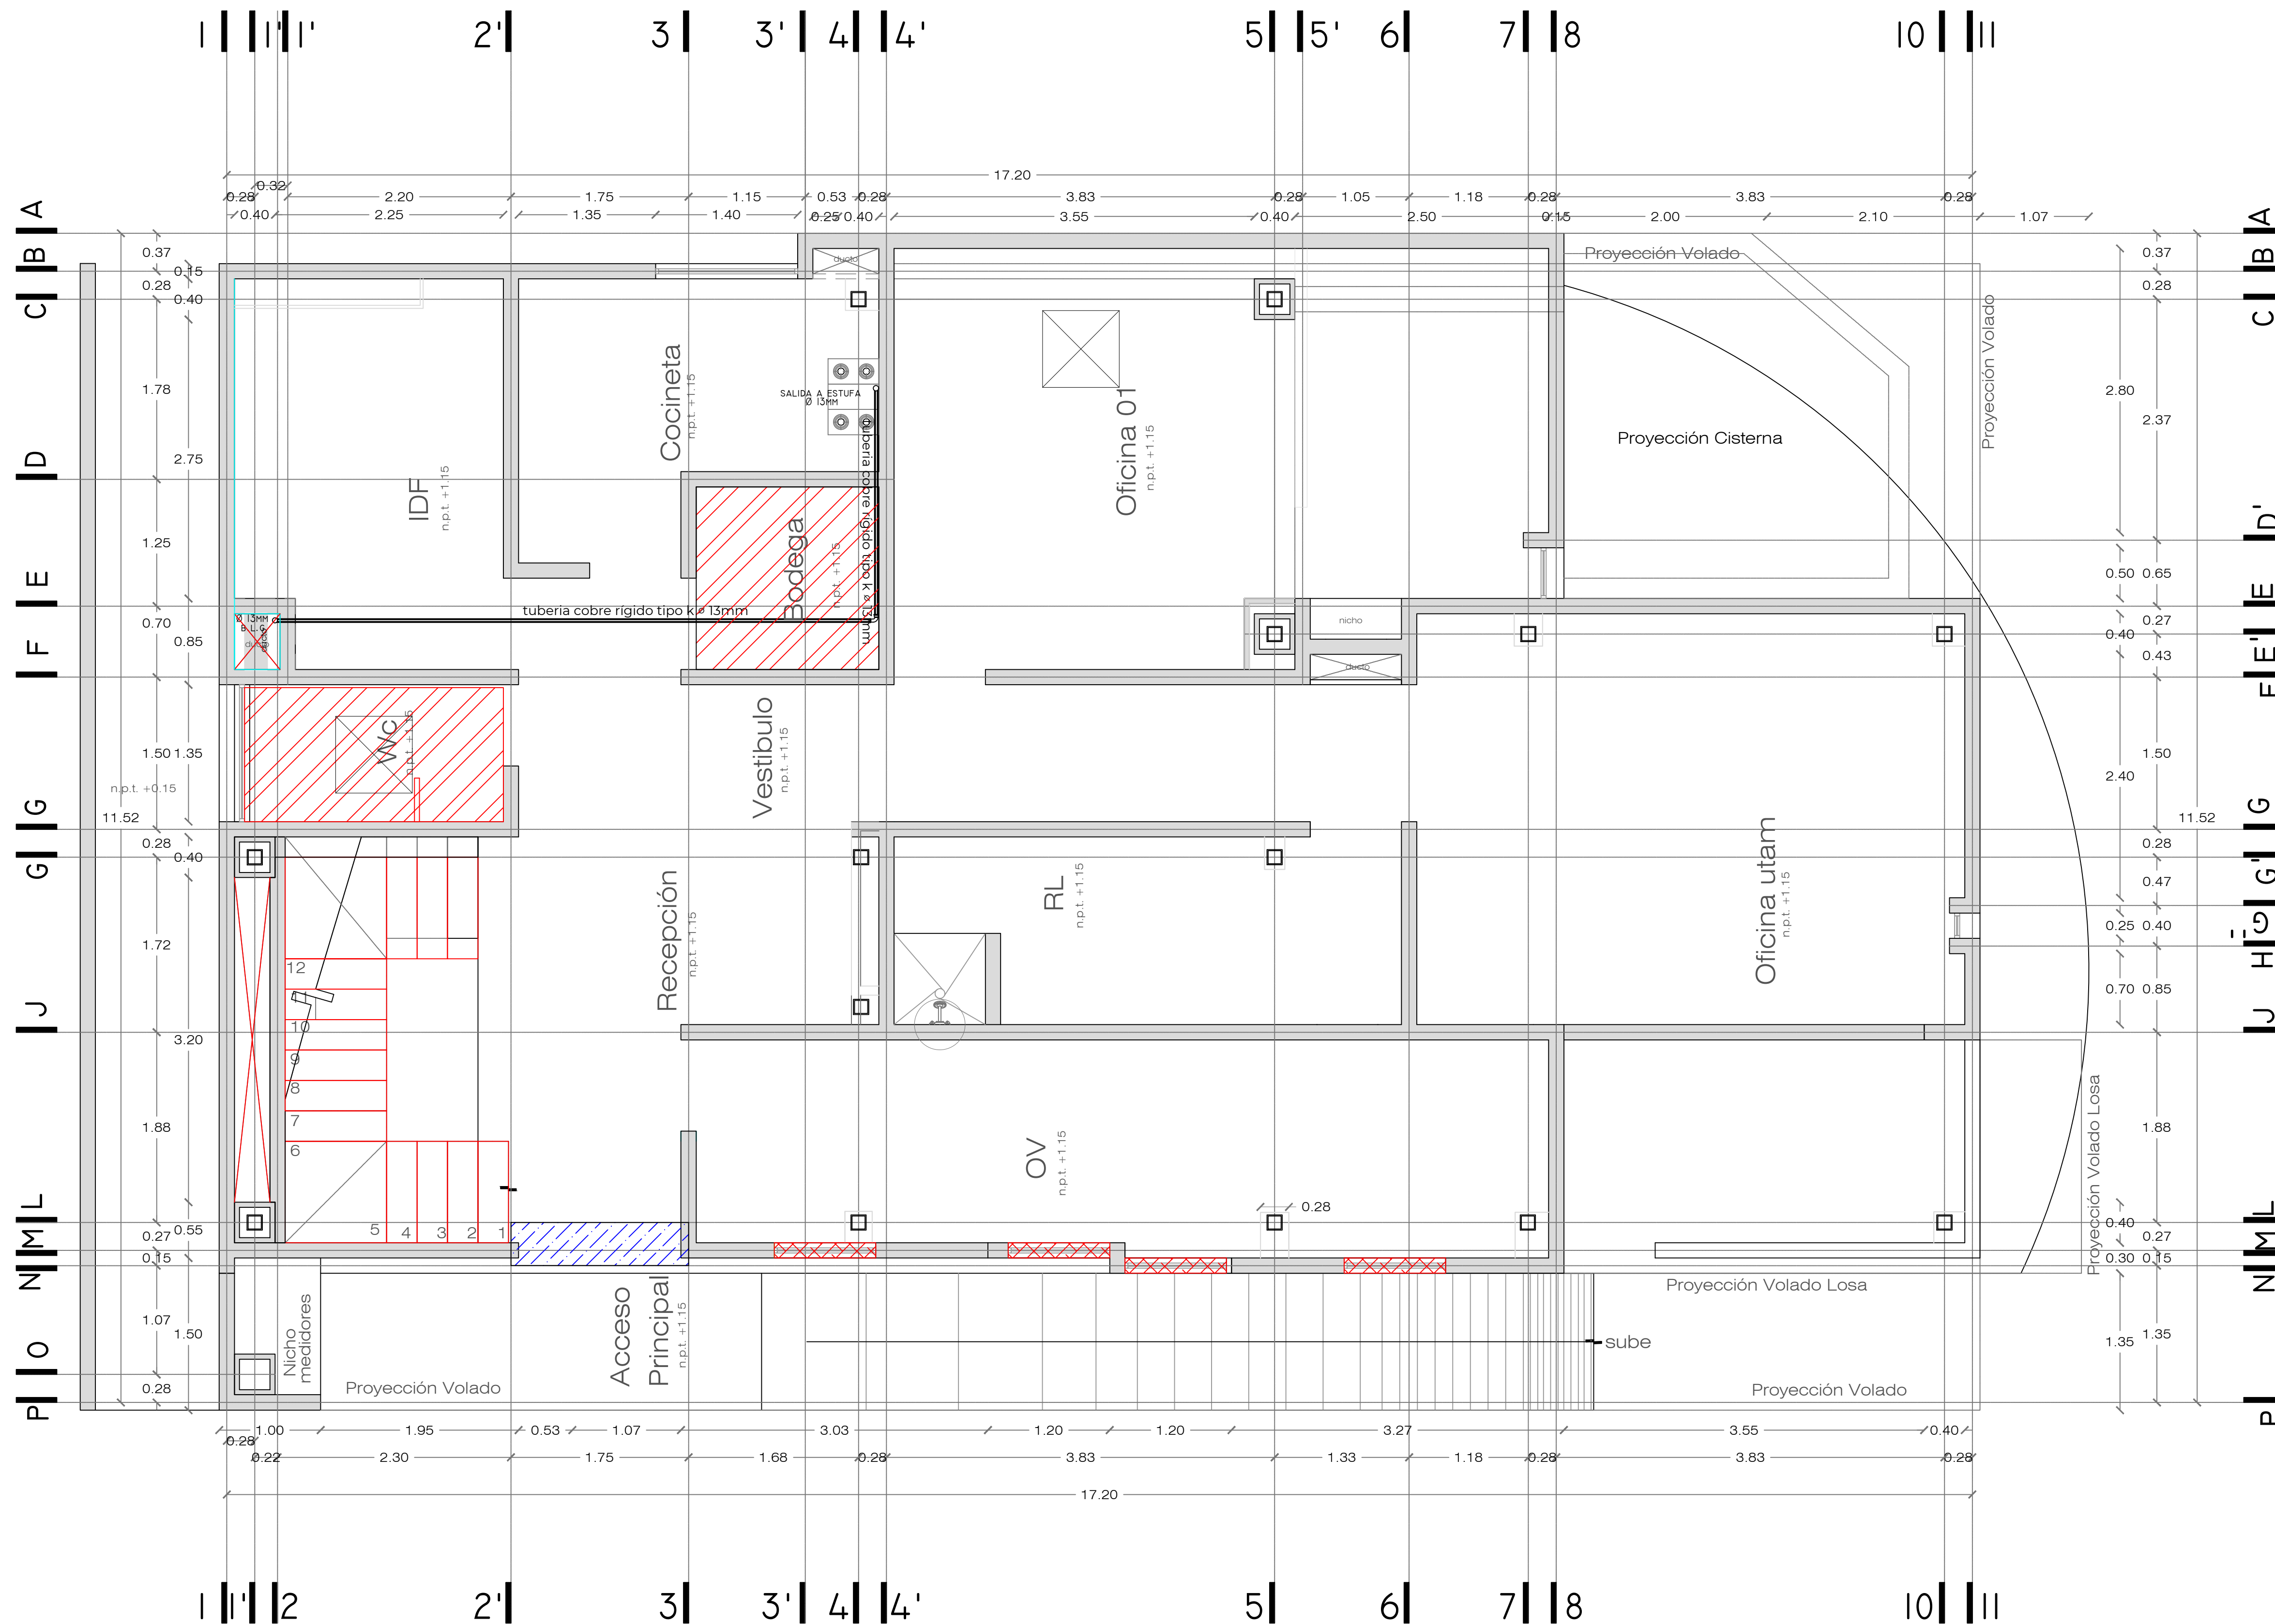 1 1' 1' 2' 3 3' 4 4' 5 5' 6 7 8 10 11
17.20
0.32
0.28 2.20 1.75 1.15 0.53 0.28 3.83 0.28 1.05 1.18 0.28 3.83 0.28
0.40 2.25 1.35 1.40 0.25 0.40 3.55 0.40 2.50 0.15 2.00 2.10 1.07
A
B
C
D
E
F
G
G'
J
L
M
N
O
P
0.37
0.28
1.78
1.25
0.70
1.50
0.28
1.72
1.88
0.27
0.15
1.07
0.28
0.15
0.40
2.75
0.85
1.35
0.40
3.20
0.55
1.50
11.52
n.p.t. +0.15
ducto
Proyección Volado
Proyección Volado
Proyección Cisterna
Cocineta
n.p.t. +1.15
SALIDA A ESTUFA
Ø 13MM
tuberia cobre rígido tipo k ø 13mm
Oficina 01
n.p.t. +1.15
IDF
n.p.t. +1.15
Bodega
n.p.t. +1.15
tuberia cobre rígido tipo k ø 13mm
Ø 13MM
B.L.G.
nicho
ducto
Wc
n.p.t. +1.15
Vestibulo
n.p.t. +1.15
Recepción
n.p.t. +1.15
RL
n.p.t. +1.15
Oficina utam
n.p.t. +1.15
12
11
10
9
8
7
6
5 4 3 2 1
OV
n.p.t. +1.15
0.28
Nicho
medidores
Acceso
Principal
n.p.t. +1.15
sube
Proyección Volado
Proyección Volado Losa
Proyección Volado Losa
Proyección Volado
A
B
C
D'
E
E'
F
G
G'
G''
H
J
L
M
N
P
2.80
0.50
0.40
2.40
0.25
0.70
0.40
0.30
1.35
0.37
0.28
2.37
0.65
0.27
0.43
1.50
0.28
0.47
0.40
0.85
1.88
0.27
0.15
1.35
11.52
1.00 1.95 0.53 1.07 3.03 1.20 1.20 3.27 3.55 0.40
0.28
0.22 2.30 1.75 1.68 0.28 3.83 1.33 1.18 0.28 3.83 0.28
17.20
1 1' 2 2' 3 3' 4 4' 5 6 7 8 10 11